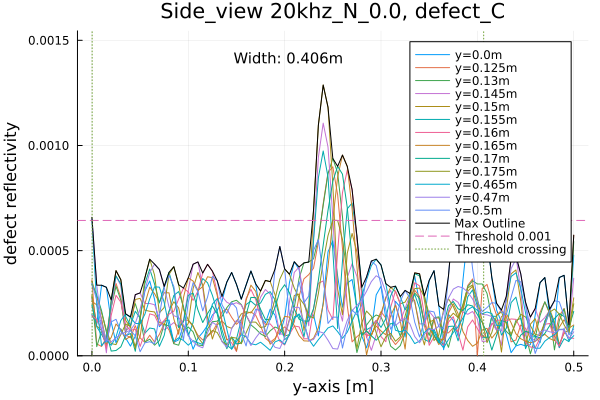 Side_view 20khz_N_0.0, defect_C
0.0015
0.0010
0.0005
0.0000
defect reflectivity
Width: 0.406m
y=0.0m
y=0.125m
y=0.13m
y=0.145m
y=0.15m
y=0.155m
y=0.16m
y=0.165m
y=0.17m
y=0.175m
y=0.465m
y=0.47m
y=0.5m
Max Outline
Threshold 0.001
Threshold crossing
0.0
0.1
0.2
0.3
0.4
0.5
y-axis [m]